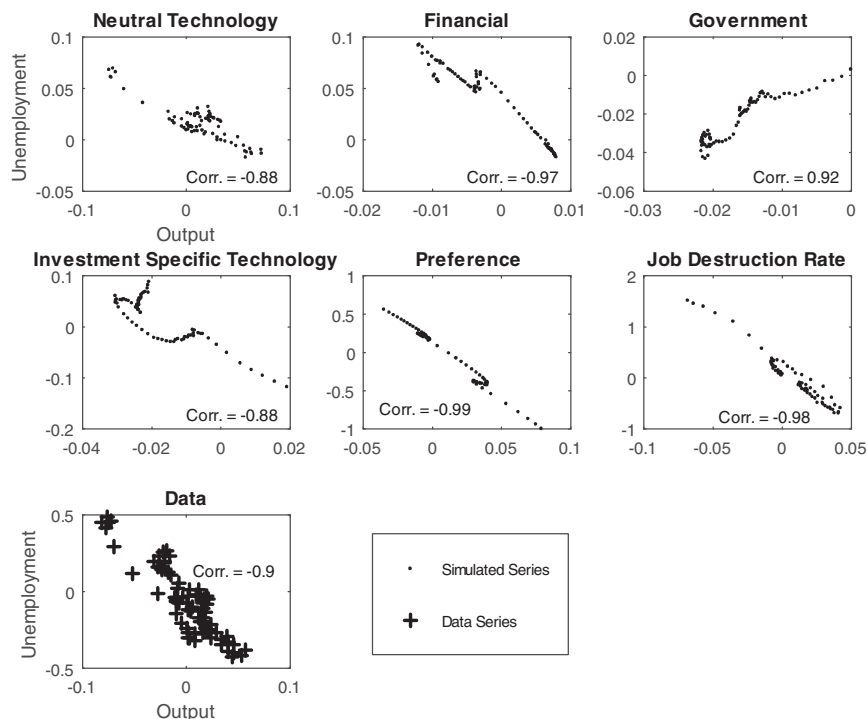 Neutral Technology
Unemployment
0.1
0.05
0
-0.05
Corr. = -0.88
-0.1
0
0.1
Output
Financial
0.1
0.05
0
-0.05
Corr. = -0.97
-0.02
-0.01
0
0.01
Government
0.02
0
-0.02
-0.04
-0.06
Corr. = 0.92
-0.03
-0.02
-0.01
0
Investment Specific Technology
0.1
0
-0.1
-0.2
Corr. = -0.88
-0.04
-0.02
0
0.02
Preference
1
0.5
0
-0.5
-1
Corr. = -0.99
-0.05
0
0.05
0.1
Job Destruction Rate
2
1
0
-1
Corr. = -0.98
-0.1
-0.05
0
0.05
Data
Unemployment
0.5
0
-0.5
Corr. = -0.9
-0.1
0
0.1
Output
Simulated Series
Data Series